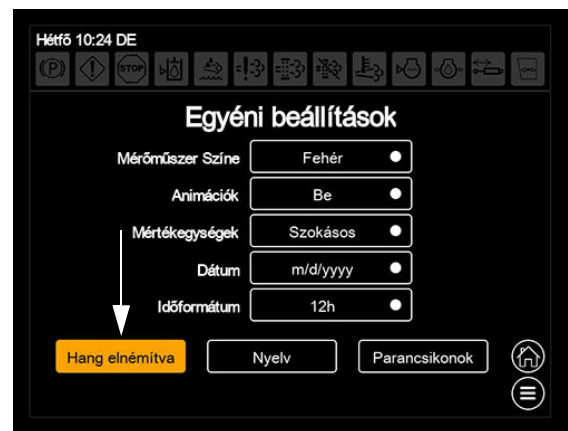 Hétfő 10:24 DE
STOP
Egyéni beállítások
Mérőműszer Színe Fehér
Animációk Be
Mértékegységek Szokásos
Dátum m/d/yyyy
Időformátum 12h
Hang elnémítva Nyelv Parancsikonok